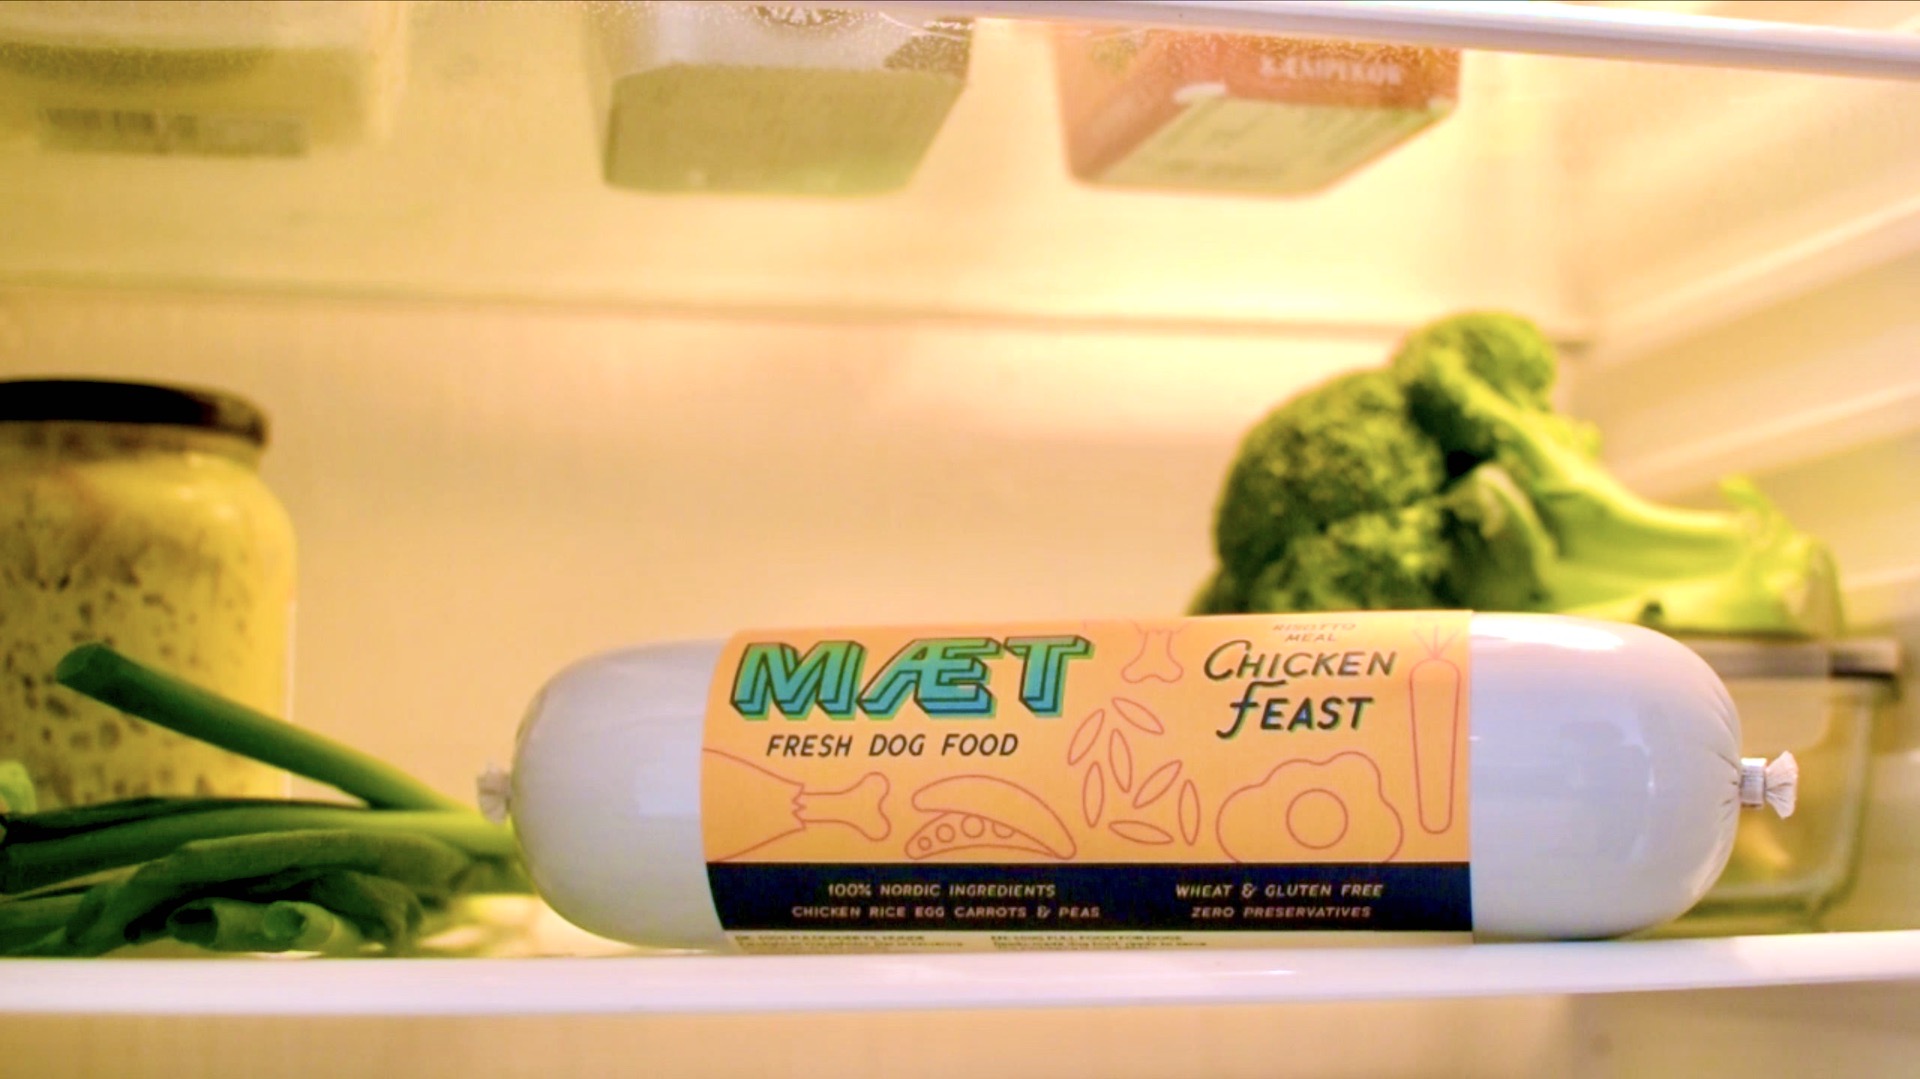 MÆT
FRESH DOG FOOD
RISOTTO
MEAL
CHICKEN
FEAST
100% NORDIC INGREDIENTS
CHICKEN RICE EGG CARROTS & PEAS
WHEAT & GLUTEN FREE
ZERO PRESERVATIVES